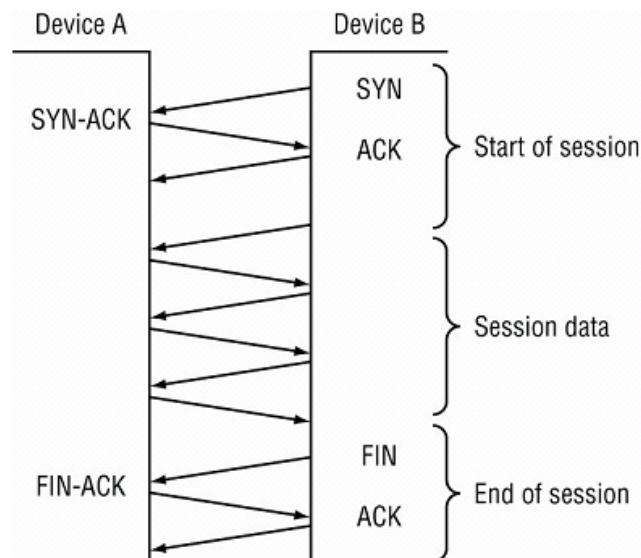 Device A Device B
SYN
SYN-ACK
ACK
Start of session
Session data
FIN
FIN-ACK
ACK
End of session